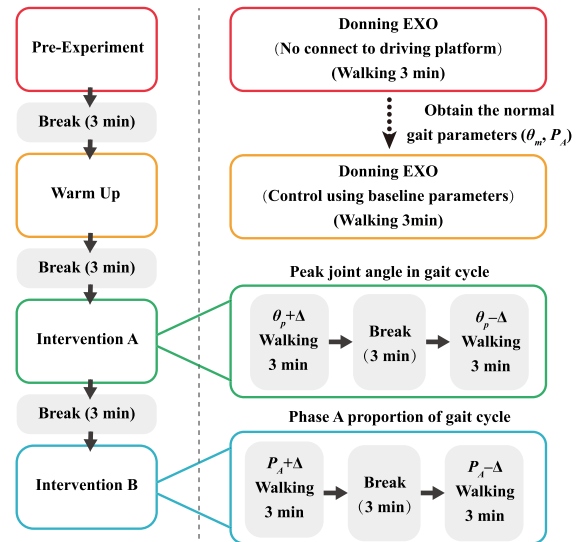 Pre-Experiment
Break (3 min)
Warm Up
Break (3 min)
Intervention A
Break (3 min)
Intervention B
Donning EXO
(No connect to driving platform)
(Walking 3 min)
Obtain the normal
gait parameters (θm, PA)
Donning EXO
(Control using baseline parameters)
(Walking 3min)
Peak joint angle in gait cycle
θp+Δ
Walking
3 min
Break
(3 min)
θp−Δ
Walking
3 min
Phase A proportion of gait cycle
PA+Δ
Walking
3 min
Break
(3 min)
PA−Δ
Walking
3 min